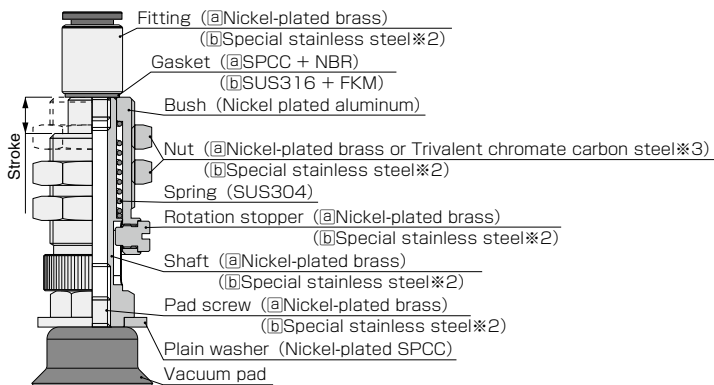 Fitting (ⓐNickel-plated brass)
(ⓑSpecial stainless steel※2)
Gasket (ⓐSPCC + NBR)
(ⓑSUS316 + FKM)
Bush (Nickel plated aluminum)
Stroke
Nut (ⓐNickel-plated brass or Trivalent chromate carbon steel※3)
(ⓑSpecial stainless steel※2)
Spring (SUS304)
Rotation stopper (ⓐNickel-plated brass)
(ⓑSpecial stainless steel※2)
Shaft (ⓐNickel-plated brass)
(ⓑSpecial stainless steel※2)
Pad screw (ⓐNickel-plated brass)
(ⓑSpecial stainless steel※2)
Plain washer (Nickel-plated SPCC)
Vacuum pad